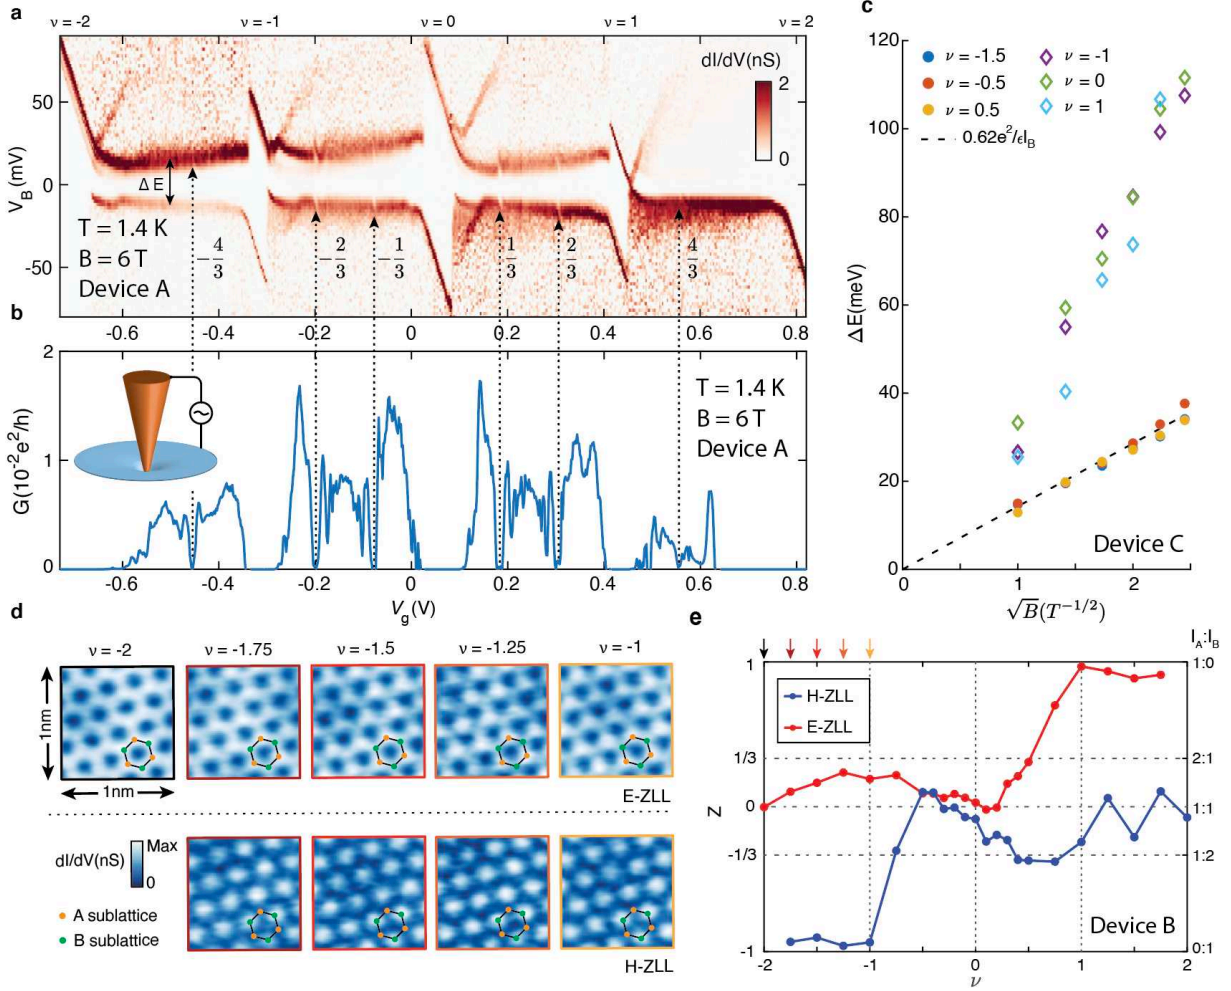 a
ν = -2
ν = -1
ν = 0
ν = 1
ν = 2
V_B(mV)
50
0
-50
dI/dV(nS)
2
0
ΔE
T = 1.4 K
B = 6 T
Device A
-4/3
-2/3
-1/3
1/3
2/3
4/3
-0.6
-0.4
-0.2
0
0.2
0.4
0.6
0.8
b
G(10^-2 e^2/h)
2
1
0
T = 1.4 K
B = 6 T
Device A
-0.6
-0.4
-0.2
0
0.2
0.4
0.6
0.8
V_g(V)
c
ΔE(meV)
120
100
80
60
40
20
0
ν = -1.5
ν = -0.5
ν = 0.5
ν = -1
ν = 0
ν = 1
0.62e^2/ϵl_B
Device C
0
1
2
√B(T^-1/2)
d
ν = -2
ν = -1.75
ν = -1.5
ν = -1.25
ν = -1
1nm
1nm
E-ZLL
dI/dV(nS)
Max
0
A sublattice
B sublattice
H-ZLL
e
I_A:I_B
Z
1
1/3
0
-1/3
-1
H-ZLL
E-ZLL
1:0
2:1
1:1
1:2
0:1
Device B
-2
-1
0
1
2
ν